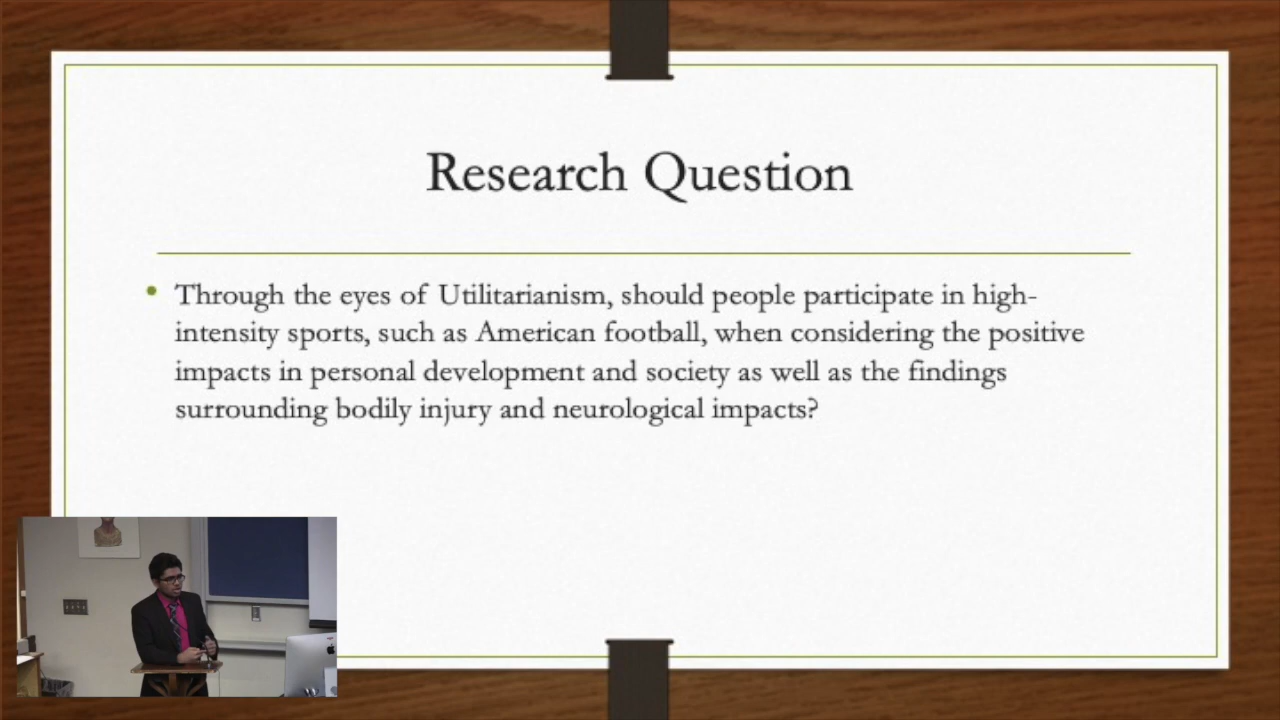 Research Question
• Through the eyes of Utilitarianism, should people participate in high-
intensity sports, such as American football, when considering the positive
impacts in personal development and society as well as the findings
surrounding bodily injury and neurological impacts?